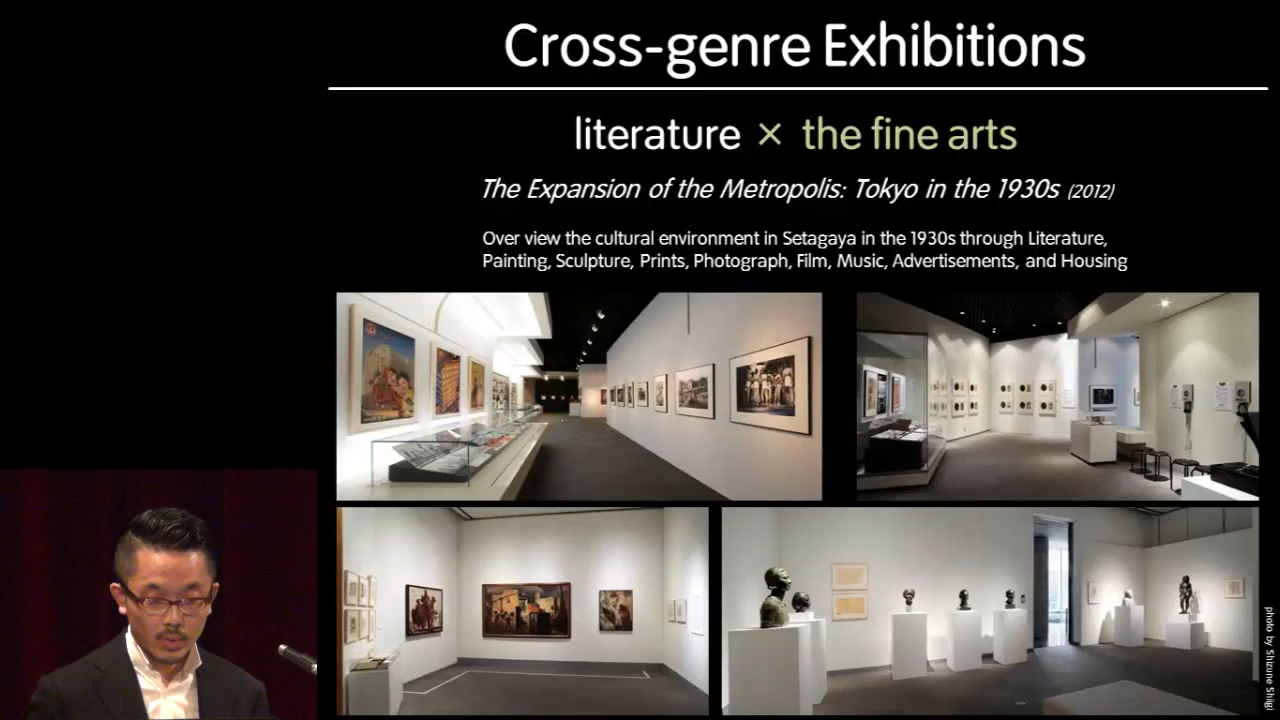 Cross-genre Exhibitions
literature × the fine arts
The Expansion of the Metropolis: Tokyo in the 1930s (2012)
Over view the cultural environment in Setagaya in the 1930s through Literature,
Painting, Sculpture, Prints, Photograph, Film, Music, Advertisements, and Housing
photo by Shizune Shiigi